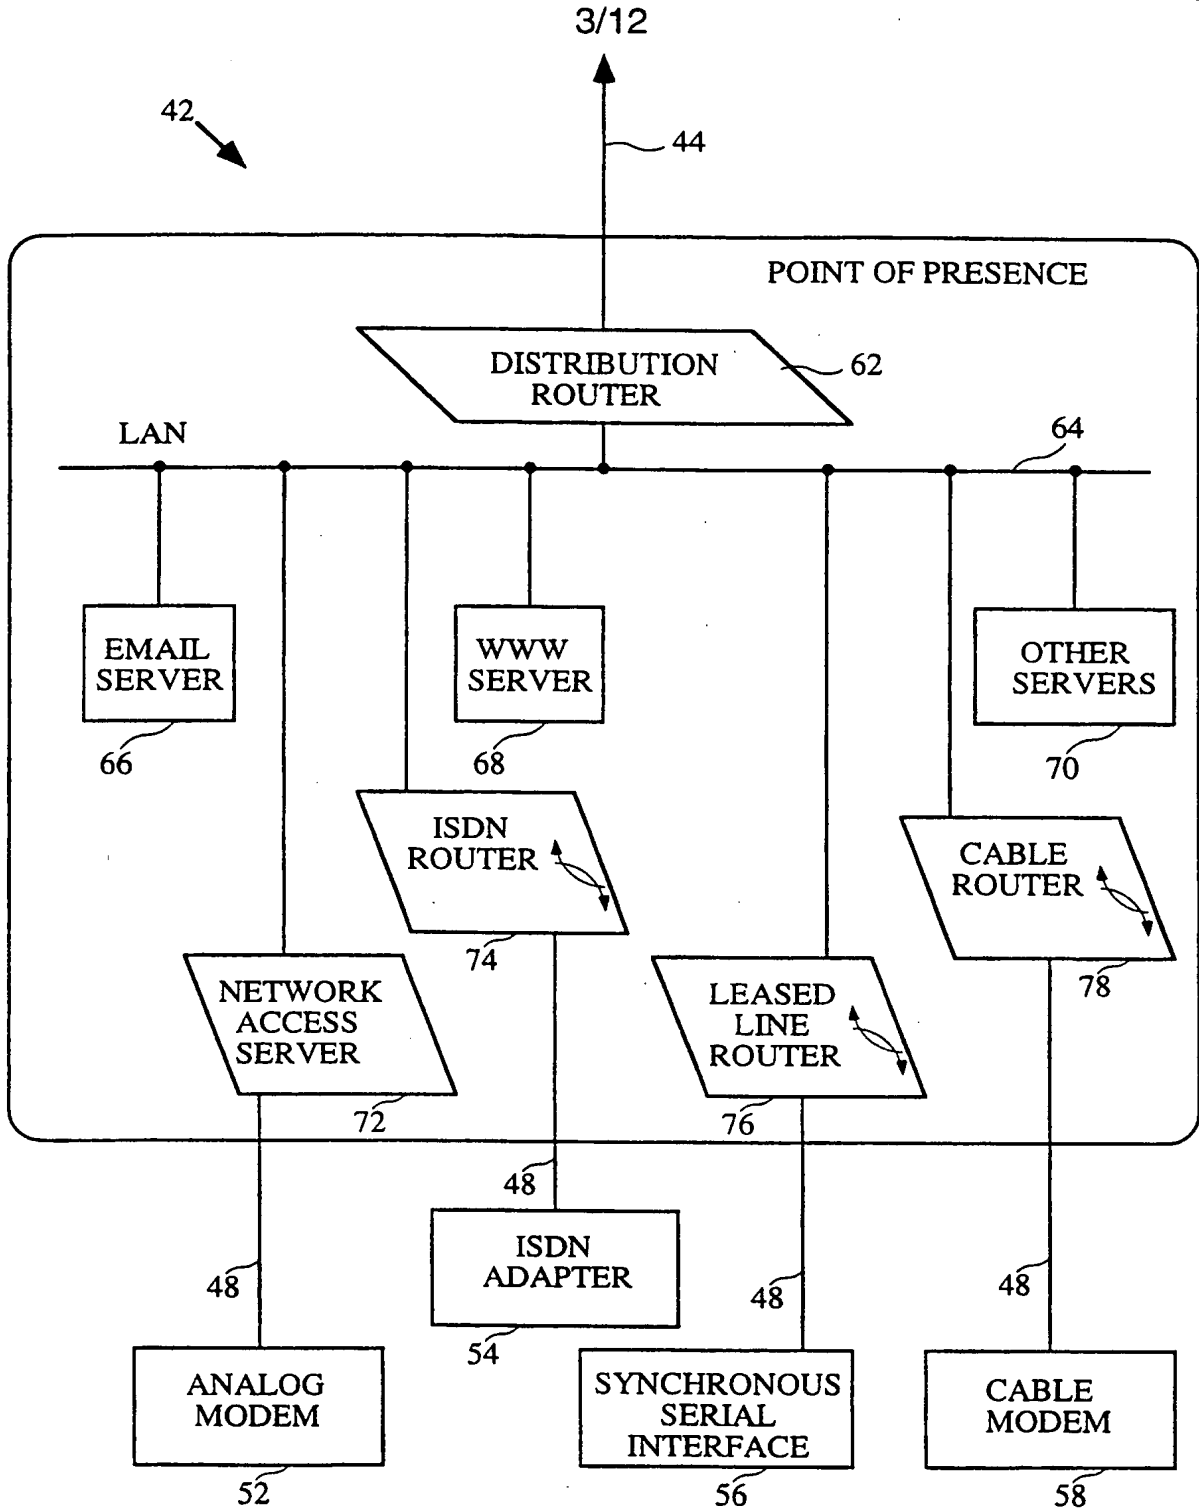 3/12
42
44
POINT OF PRESENCE
DISTRIBUTION
ROUTER
62
LAN
64
EMAIL
SERVER
66
WWW
SERVER
68
OTHER
SERVERS
70
ISDN
ROUTER
74
CABLE
ROUTER
78
NETWORK
ACCESS
SERVER
72
LEASED
LINE
ROUTER
76
48
ISDN
ADAPTER
54
48
48
48
ANALOG
MODEM
52
SYNCHRONOUS
SERIAL
INTERFACE
56
CABLE
MODEM
58